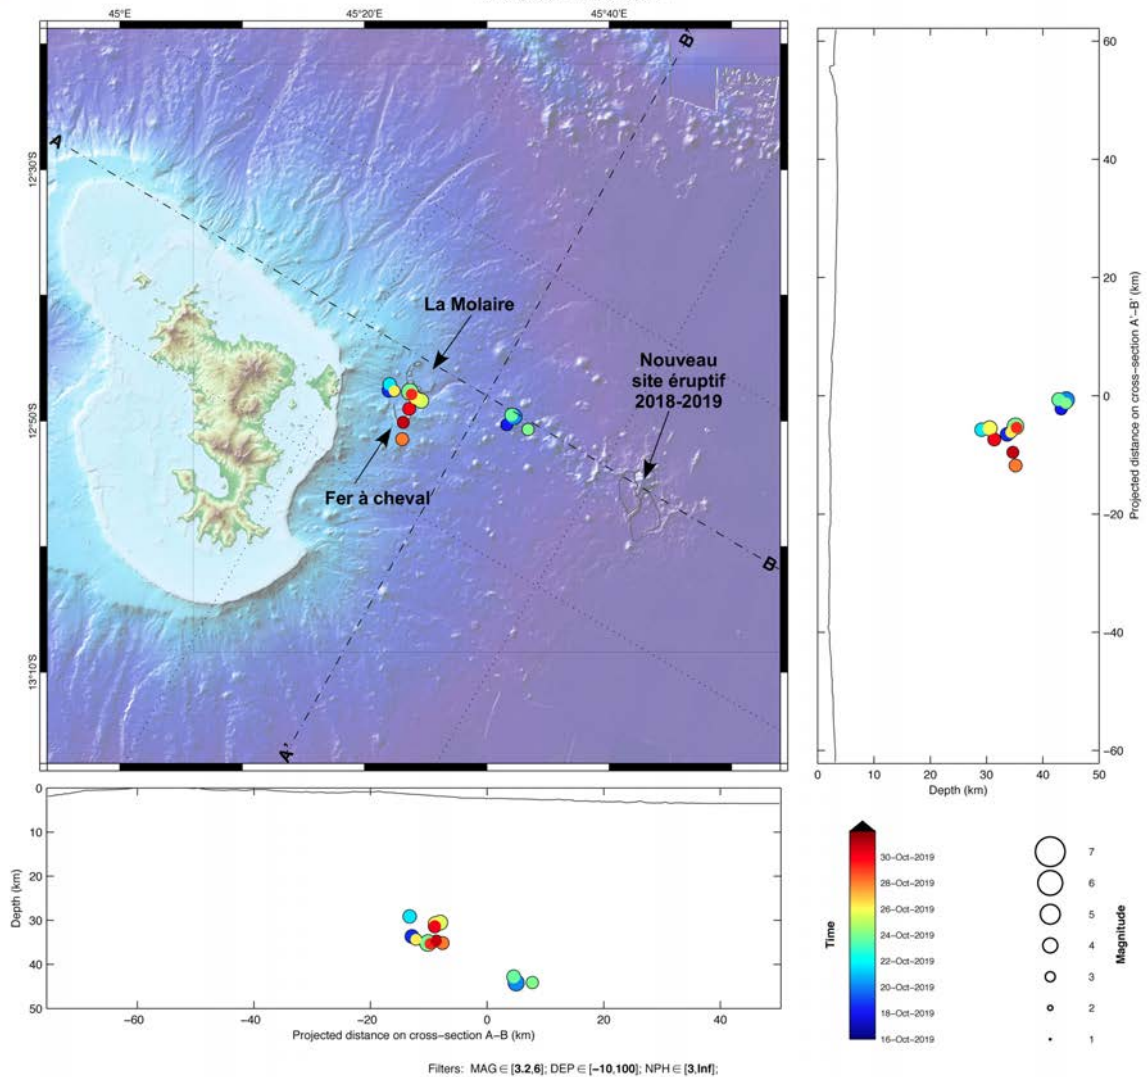 45°E
45°20'E
45°40'E
12°30'S
12°50'S
13°10'S
A
B'
La Molaire
Nouveau
site éruptif
2018-2019
Fer à cheval
B
A'
60
40
20
0
−20
−40
−60
Projected distance on cross-section A'-B' (km)
0
10
20
30
40
50
Depth (km)
0
10
20
30
40
50
Depth (km)
−60
−40
−20
0
20
40
Projected distance on cross-section A-B (km)
Time
30-Oct-2019
28-Oct-2019
26-Oct-2019
24-Oct-2019
22-Oct-2019
20-Oct-2019
18-Oct-2019
16-Oct-2019
7
6
5
4
3
2
1
Magnitude
Filters: MAG ∈ [3.2,6]; DEP ∈ [−10,100]; NPH ∈ [3,Inf];